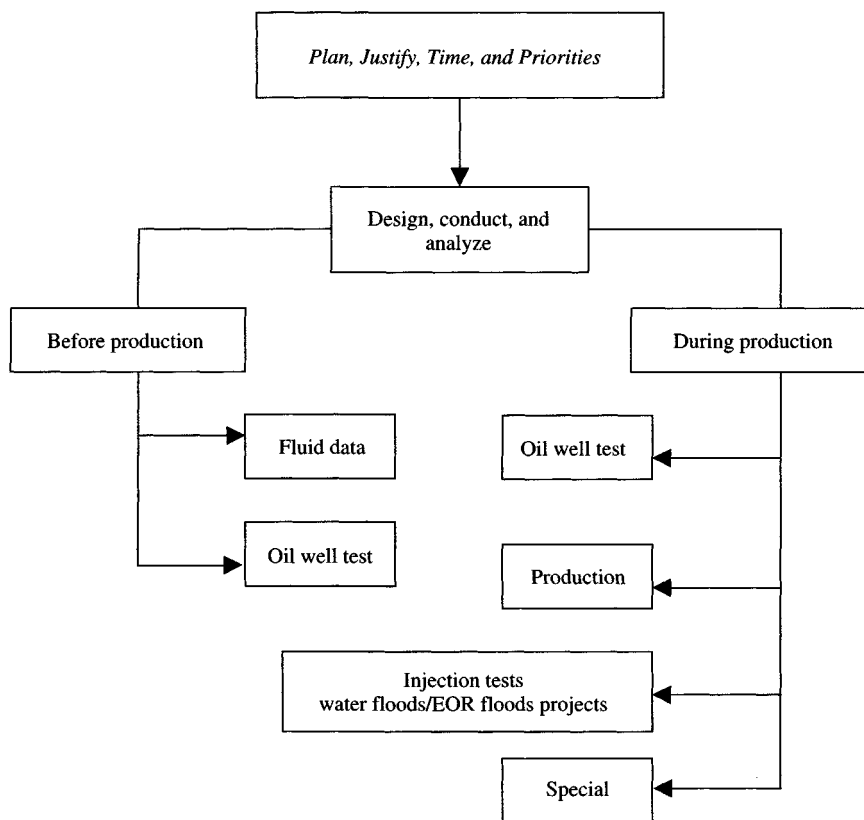 Plan, Justify, Time, and Priorities
Design, conduct, and
analyze
Before production
During production
Fluid data
Oil well test
Oil well test
Production
Injection tests
water floods/EOR floods projects
Special